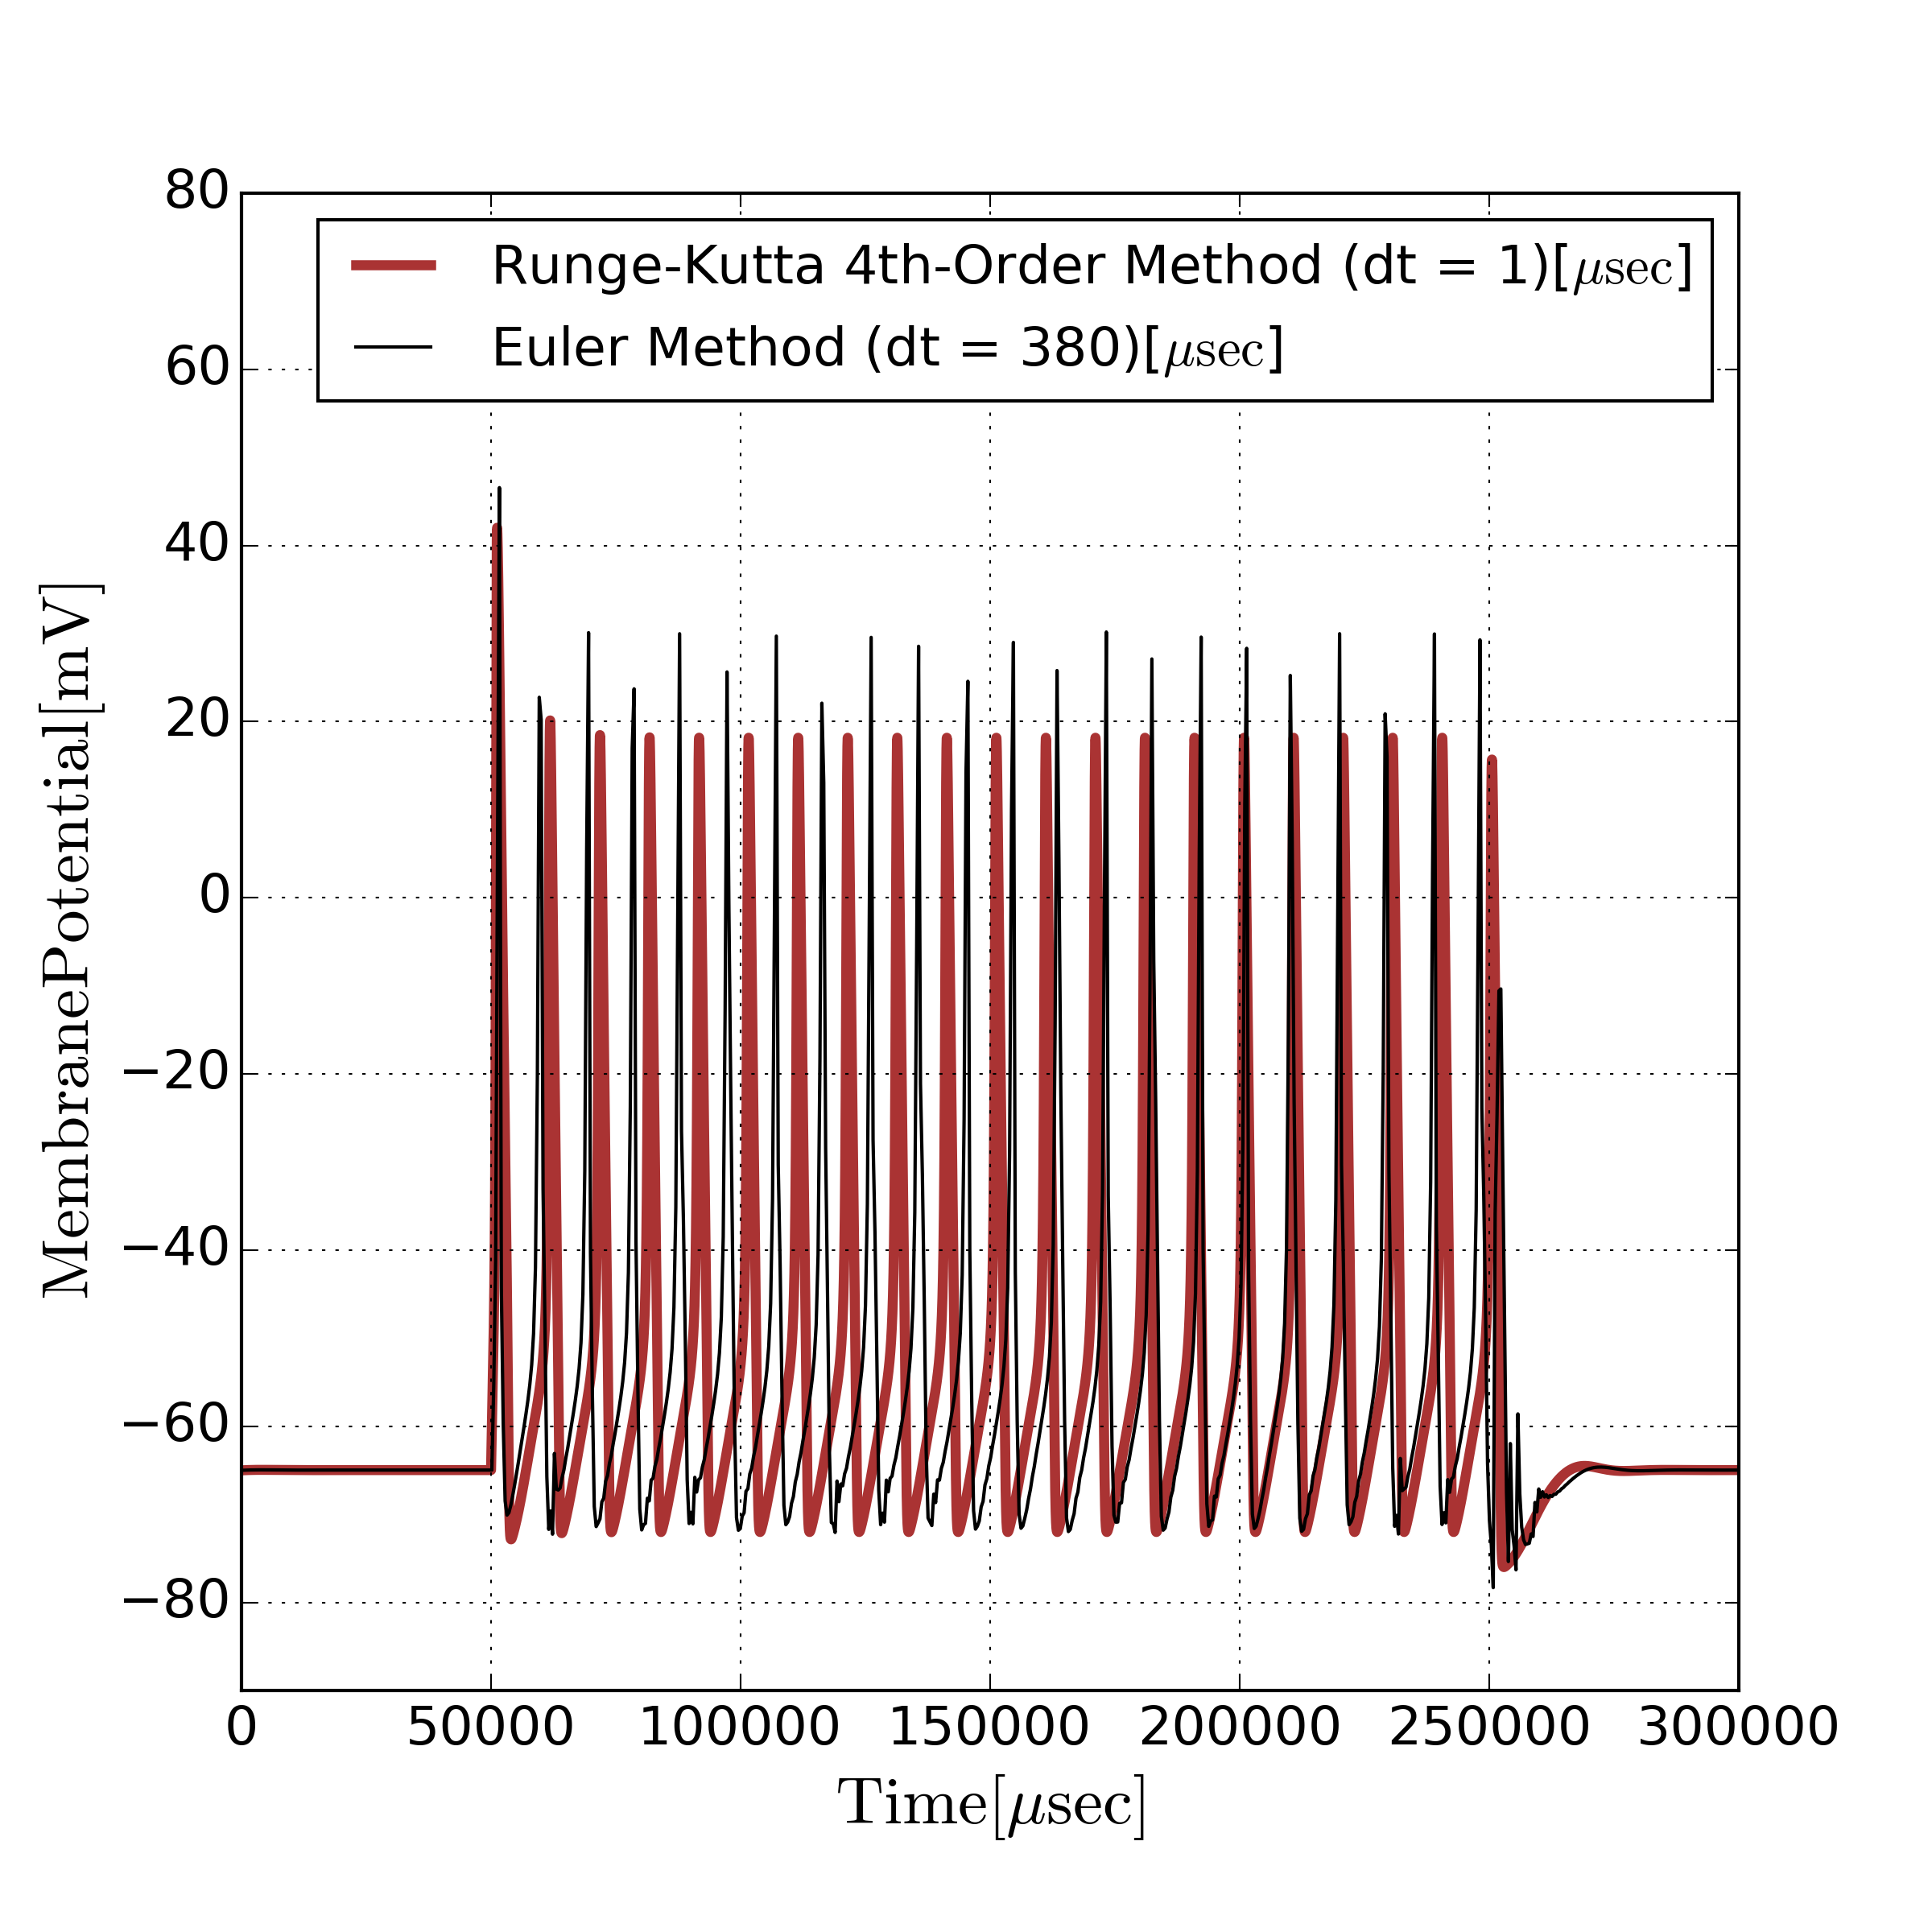 80
Runge-Kutta 4th-Order Method (dt = 1)[μsec]
Euler Method (dt = 380)[μsec]
60
40
20
0
−20
−40
−60
−80
MembranePotential[mV]
0 50000 100000 150000 200000 250000 300000
Time[μsec]